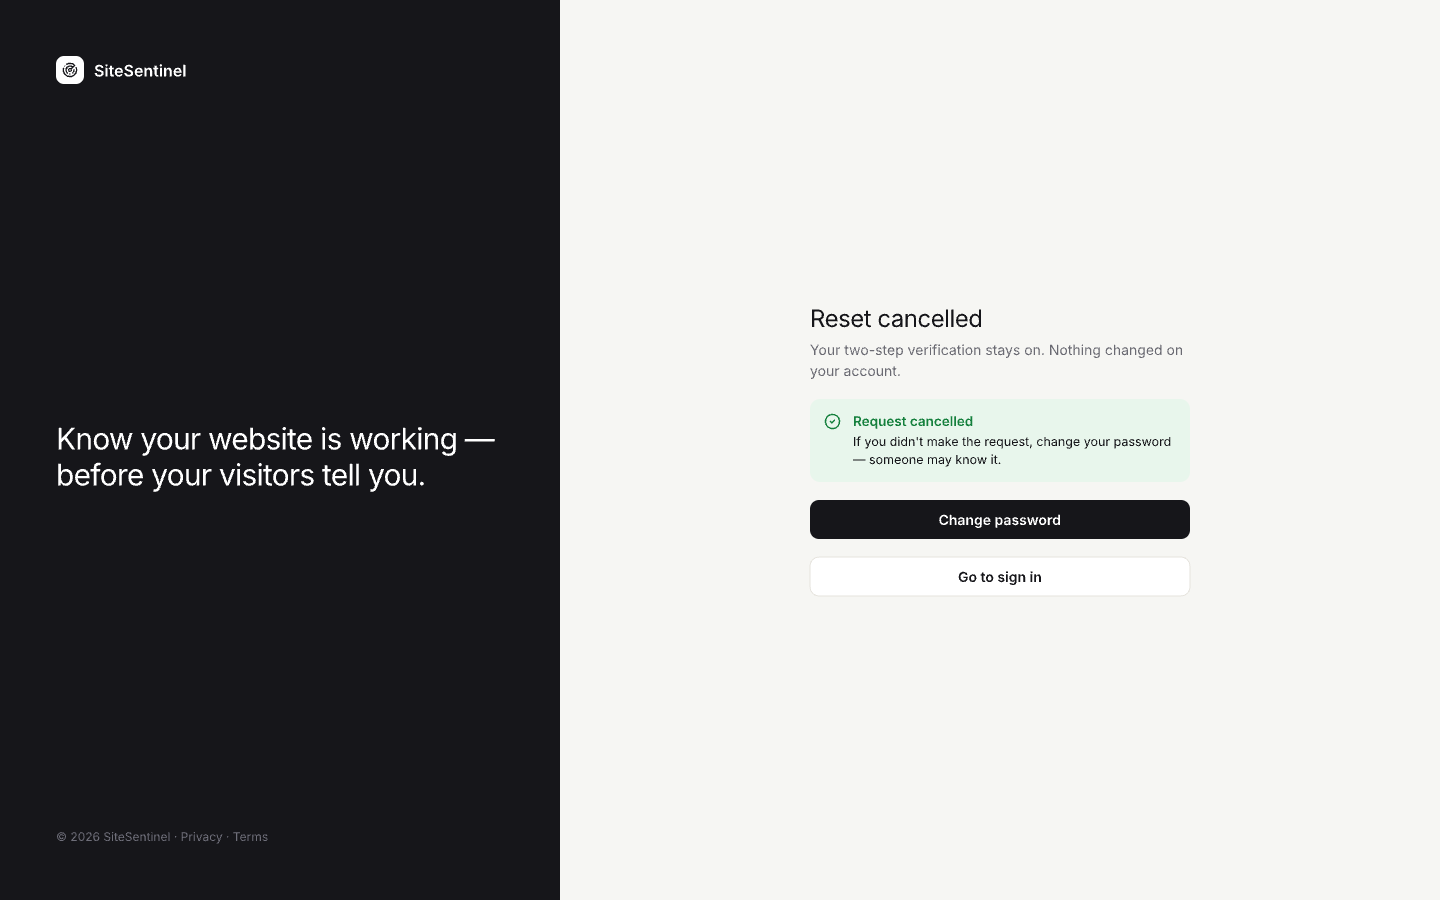 SiteSentinel
Know your website is working —
before your visitors tell you.
© 2026 SiteSentinel · Privacy · Terms
Reset cancelled
Your two-step verification stays on. Nothing changed on
your account.
Request cancelled
If you didn't make the request, change your password
— someone may know it.
Change password
Go to sign in